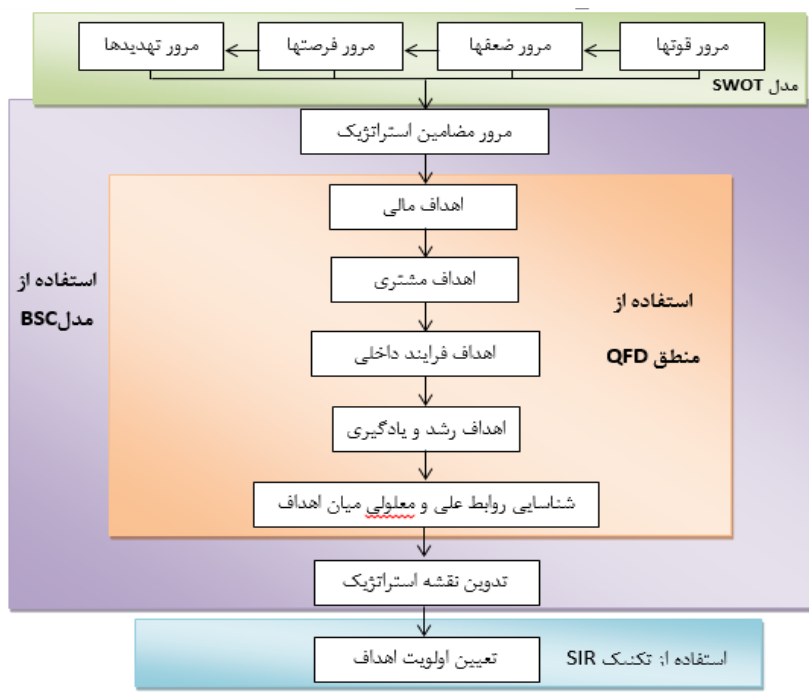 مرور قوتها
مرور ضعفها
مرور فرصتها
مرور تهدیدها
مدل SWOT
مرور مضامین استراتژیک
اهداف مالی
اهداف مشتری
اهداف فرایند داخلی
اهداف رشد و یادگیری
شناسایی روابط علی و معلولی میان اهداف
استفاده از
منطق QFD
استفاده از
مدلBSC
تدوین نقشه استراتژیک
تعیین اولویت اهداف
استفاده از تکنیک SIR